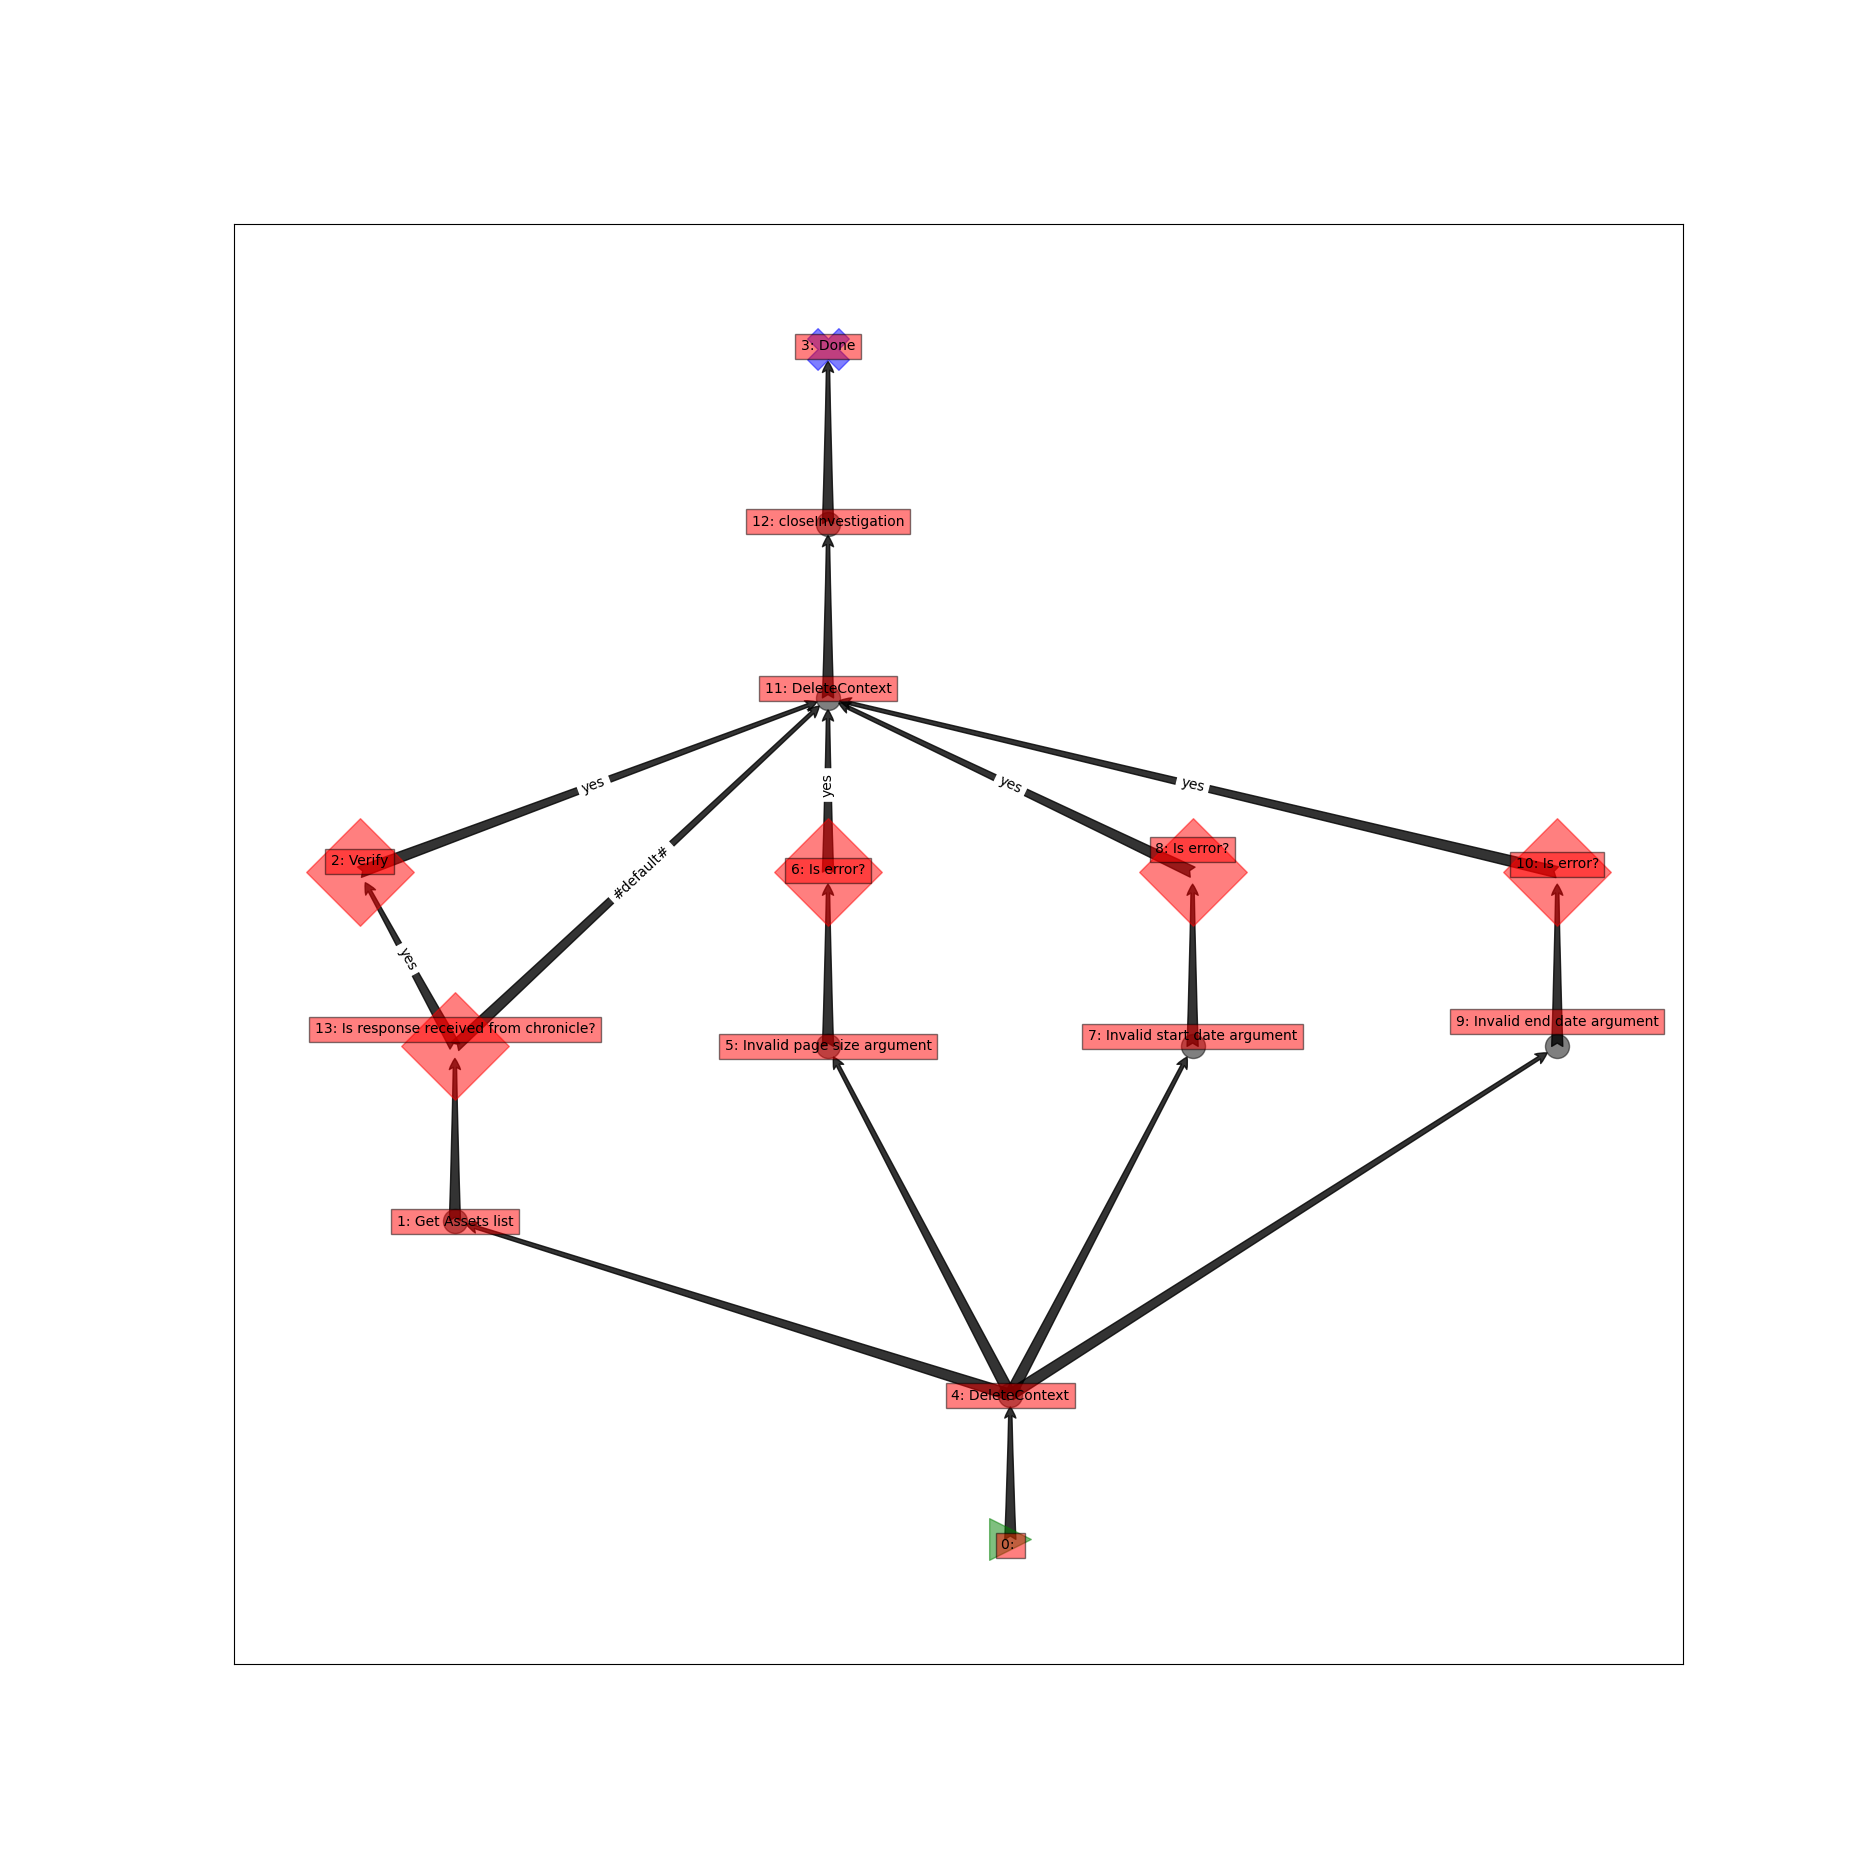 3: Done
12: closeInvestigation
11: DeleteContext
yes
yes
yes
yes
#default#
2: Verify
6: Is error?
8: Is error?
10: Is error?
yes
13: Is response received from chronicle?
5: Invalid page size argument
7: Invalid start date argument
9: Invalid end date argument
1: Get Assets list
4: DeleteContext
0: